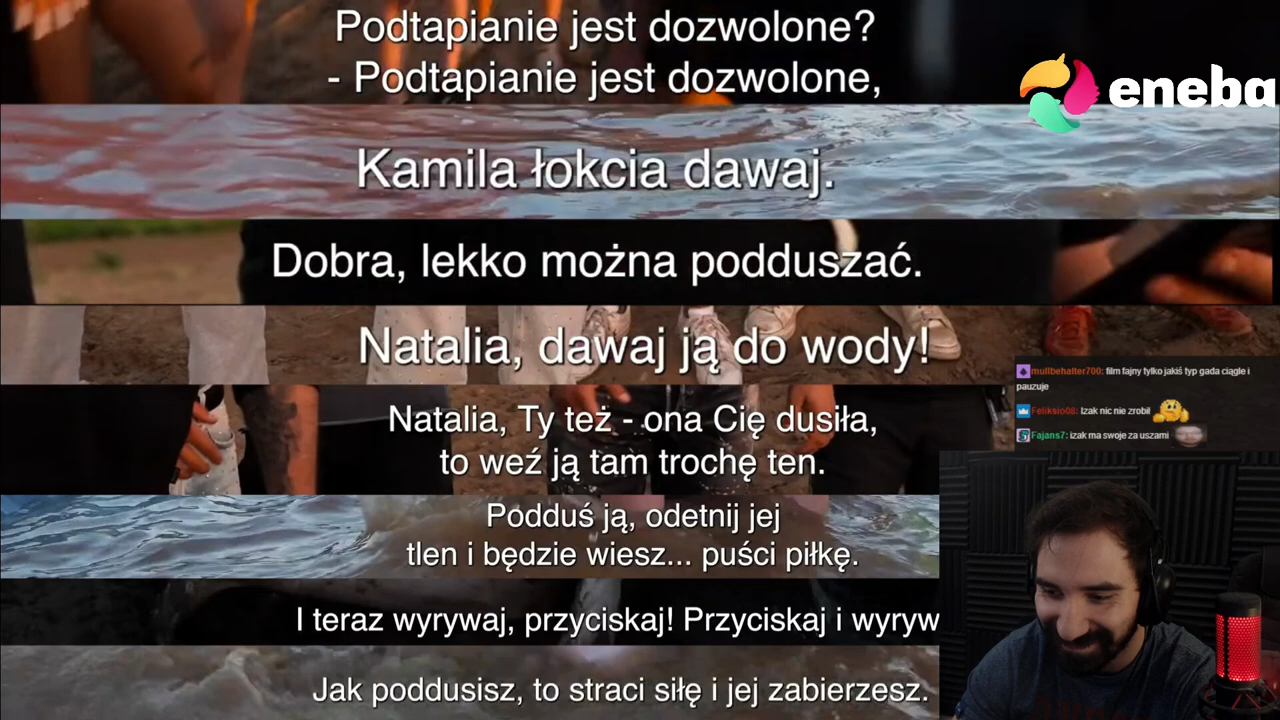 Podtapianie jest dozwolone?
- Podtapianie jest dozwolone,
eneba
Kamila łokcia dawaj.
Dobra, lekko można podduszać.
Natalia, dawaj ją do wody!
mullbehalter700: film fajny tylko jakiś typ gada ciągle i
pauzuje
Feliksio08: Izak nic nie zrobił
Fajans7: izak ma swoje za uszami
Natalia, Ty też - ona Cię dusiła,
to weź ją tam trochę ten.
Podduś ją, odetnij jej
tlen i będzie wiesz... puści piłkę.
I teraz wyrywaj, przyciskaj! Przyciskaj i wyryw
Jak poddusisz, to straci siłę i jej zabierzesz.